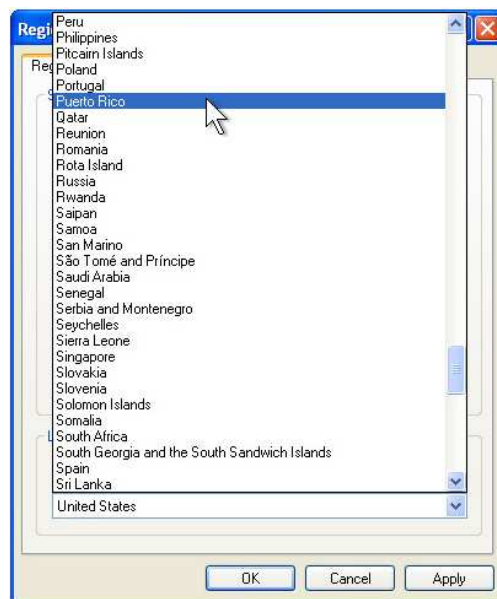 Regi
Peru
Philippines
Pitcairn Islands
Poland
Portugal
Puerto Rico
Qatar
Reunion
Romania
Rota Island
Russia
Rwanda
Saipan
Samoa
San Marino
São Tomé and Príncipe
Saudi Arabia
Senegal
Serbia and Montenegro
Seychelles
Sierra Leone
Singapore
Slovakia
Slovenia
Solomon Islands
Somalia
South Africa
South Georgia and the South Sandwich Islands
Spain
Sri Lanka
United States
OK Cancel Apply